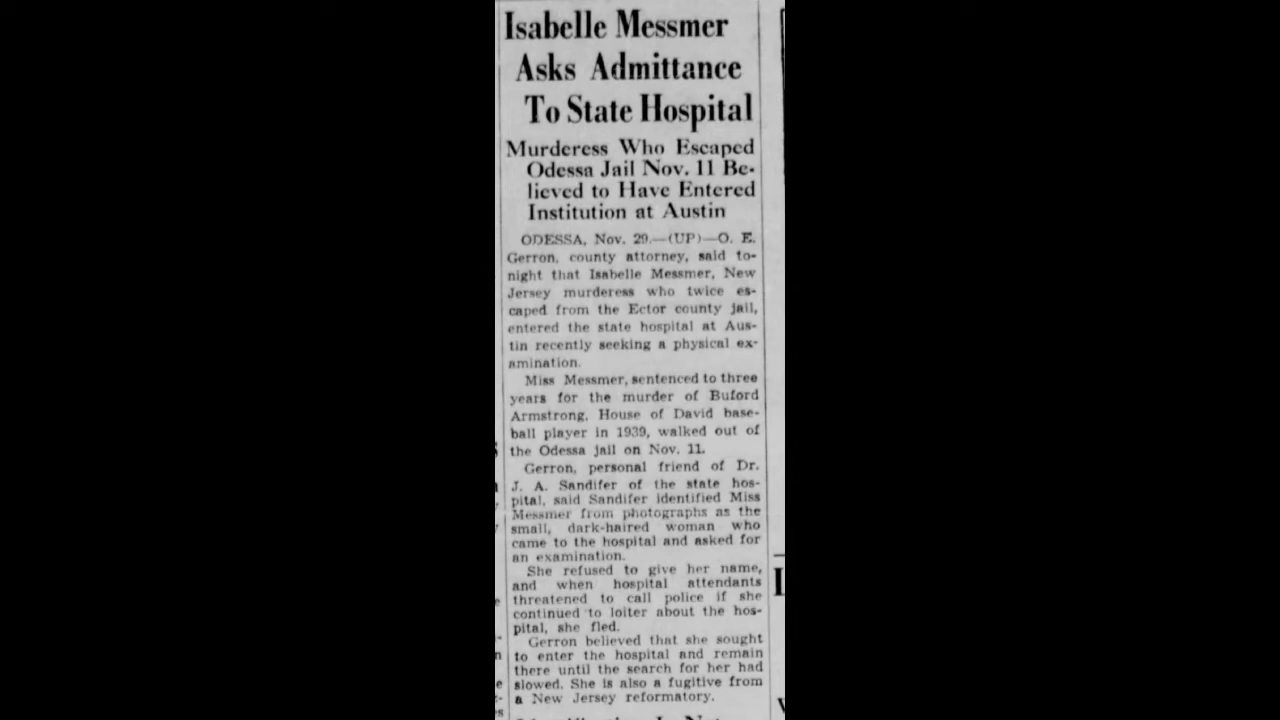 Isabelle Messmer
Asks Admittance
To State Hospital
Murderess Who Escaped
Odessa Jail Nov. 11 Be-
lieved to Have Entered
Institution at Austin
ODESSA, Nov. 29.—(UP)—O. E.
Gerron, county attorney, said to-
night that Isabelle Messmer, New
Jersey murderess who twice es-
caped from the Ector county jail,
entered the state hospital at Aus-
tin recently seeking a physical ex-
amination.
Miss Messmer, sentenced to three
years for the murder of Buford
Armstrong, House of David base-
ball player in 1939, walked out of
the Odessa jail on Nov. 11.
Gerron, personal friend of Dr.
J. A. Sandifer of the state hos-
pital, said Sandifer identified Miss
Messmer from photographs as the
small, dark-haired woman who
came to the hospital and asked for
an examination.
She refused to give her name,
and when hospital attendants
threatened to call police if she
continued to loiter about the hos-
pital, she fled.
Gerron believed that she sought
to enter the hospital and remain
there until the search for her had
slowed. She is also a fugitive from
a New Jersey reformatory.